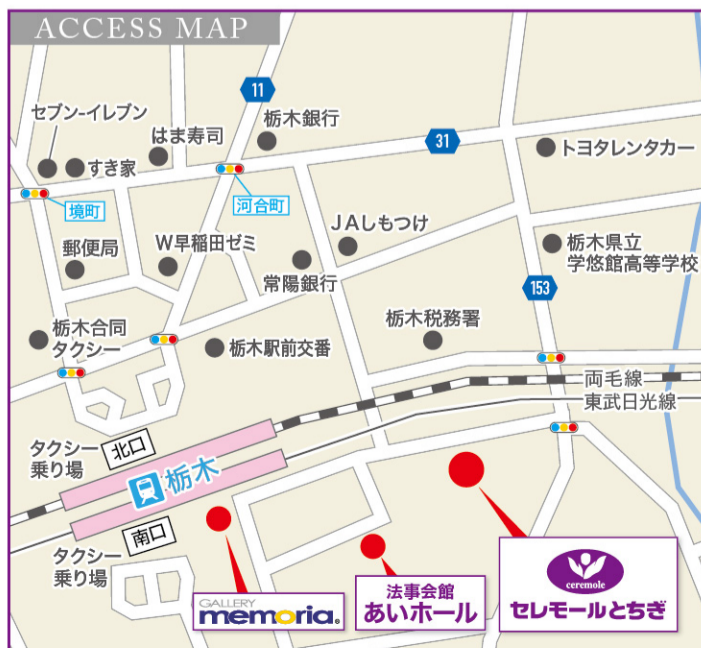 ACCESS MAP
11
セブン-イレブン
はま寿司
栃木銀行
31
すき家
トヨタレンタカー
境町
河合町
郵便局
W早稲田ゼミ
JAしもつけ
常陽銀行
栃木県立
学悠館高等学校
153
栃木合同
タクシー
栃木駅前交番
栃木税務署
両毛線
東武日光線
タクシー
乗り場
北口
栃木
南口
タクシー
乗り場
GALLERY
memoria®
法事会館
あいホール
ceremole
セレモールとちぎ